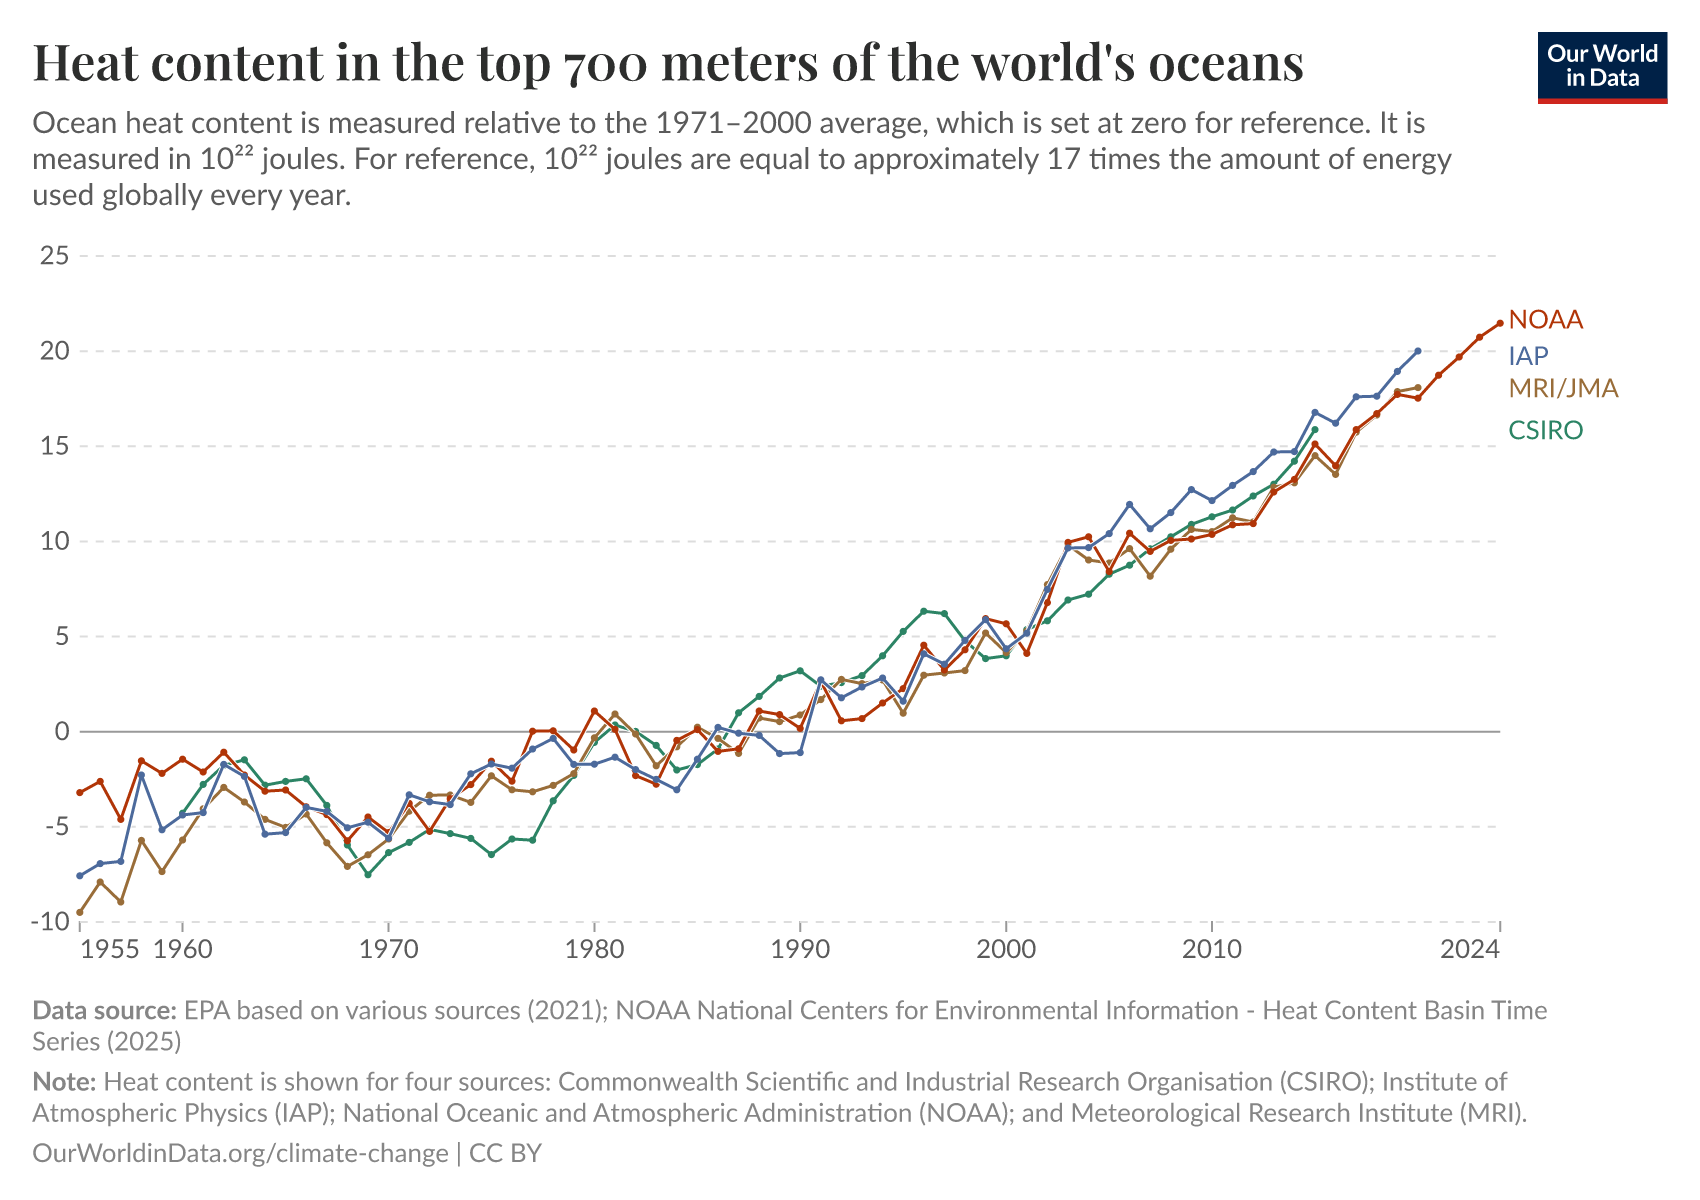 Heat content in the top 700 meters of the world's oceans
Our World
in Data
Ocean heat content is measured relative to the 1971–2000 average, which is set at zero for reference. It is
measured in 10²² joules. For reference, 10²² joules are equal to approximately 17 times the amount of energy
used globally every year.
25
20
15
10
5
0
-5
-10
NOAA
IAP
MRI/JMA
CSIRO
1955 1960 1970 1980 1990 2000 2010 2024
Data source: EPA based on various sources (2021); NOAA National Centers for Environmental Information - Heat Content Basin Time
Series (2025)
Note: Heat content is shown for four sources: Commonwealth Scientific and Industrial Research Organisation (CSIRO); Institute of
Atmospheric Physics (IAP); National Oceanic and Atmospheric Administration (NOAA); and Meteorological Research Institute (MRI).
OurWorldinData.org/climate-change | CC BY